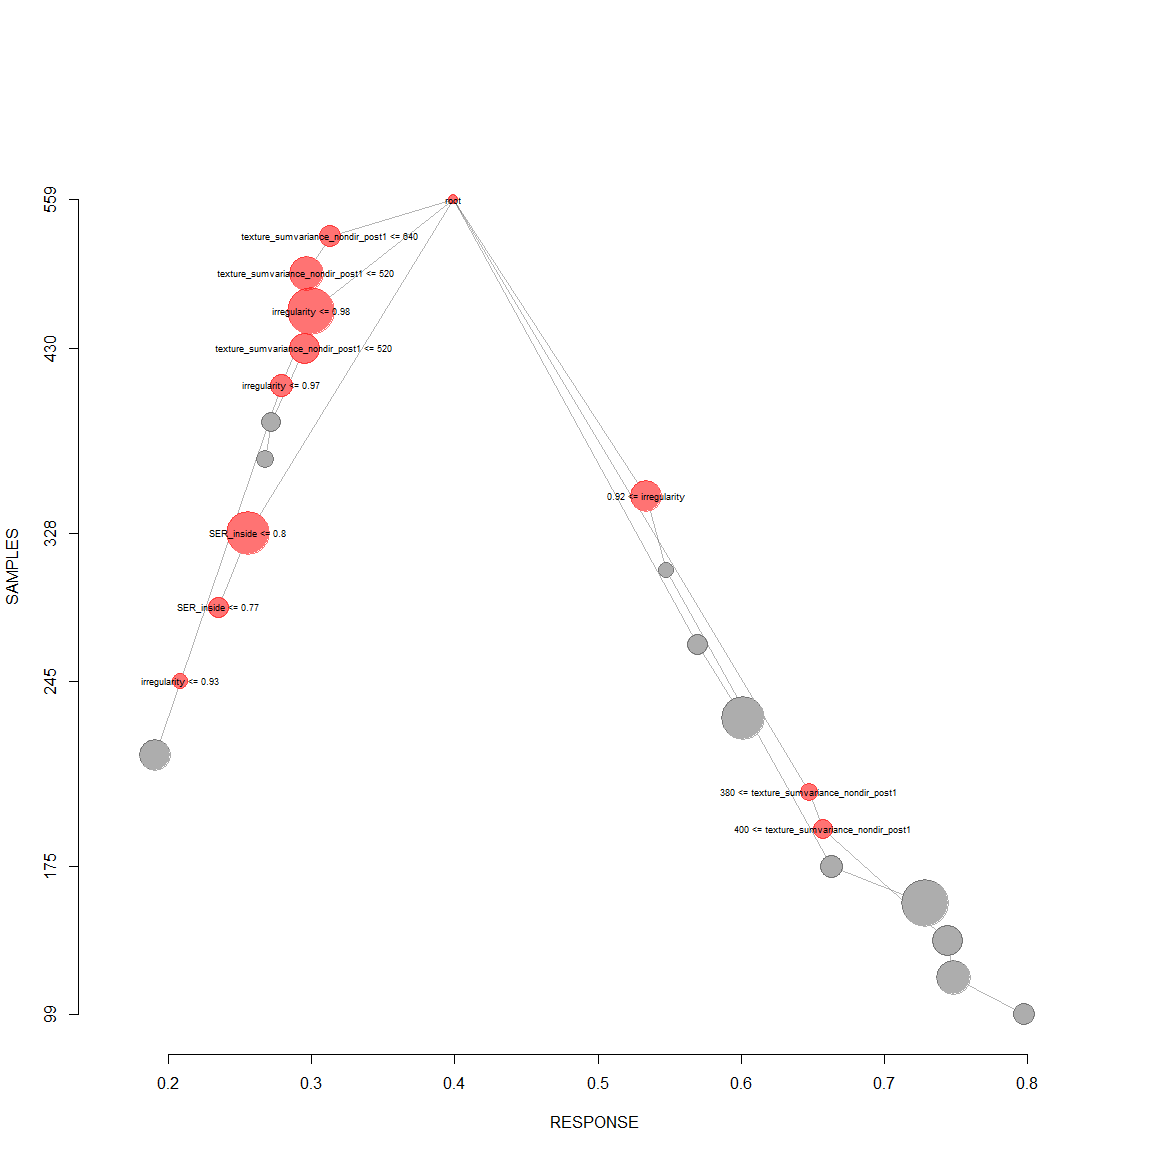 559
root
texture_sumvariance_nondir_post1 <= 640
texture_sumvariance_nondir_post1 <= 520
irregularity <= 0.98
430
texture_sumvariance_nondir_post1 <= 520
irregularity <= 0.97
0.92 <= irregularity
328
SER_inside <= 0.8
SAMPLES
SER_inside <= 0.77
245
irregularity <= 0.93
380 <= texture_sumvariance_nondir_post1
400 <= texture_sumvariance_nondir_post1
175
99
0.2 0.3 0.4 0.5 0.6 0.7 0.8
RESPONSE